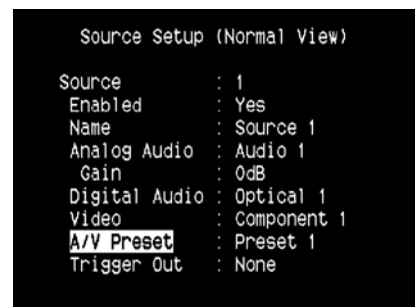 Source Setup (Normal View)
Source : 1
Enabled : Yes
Name : Source 1
Analog Audio : Audio 1
Gain : 0dB
Digital Audio : Optical 1
Video : Component 1
A/V Preset : Preset 1
Trigger Out : None